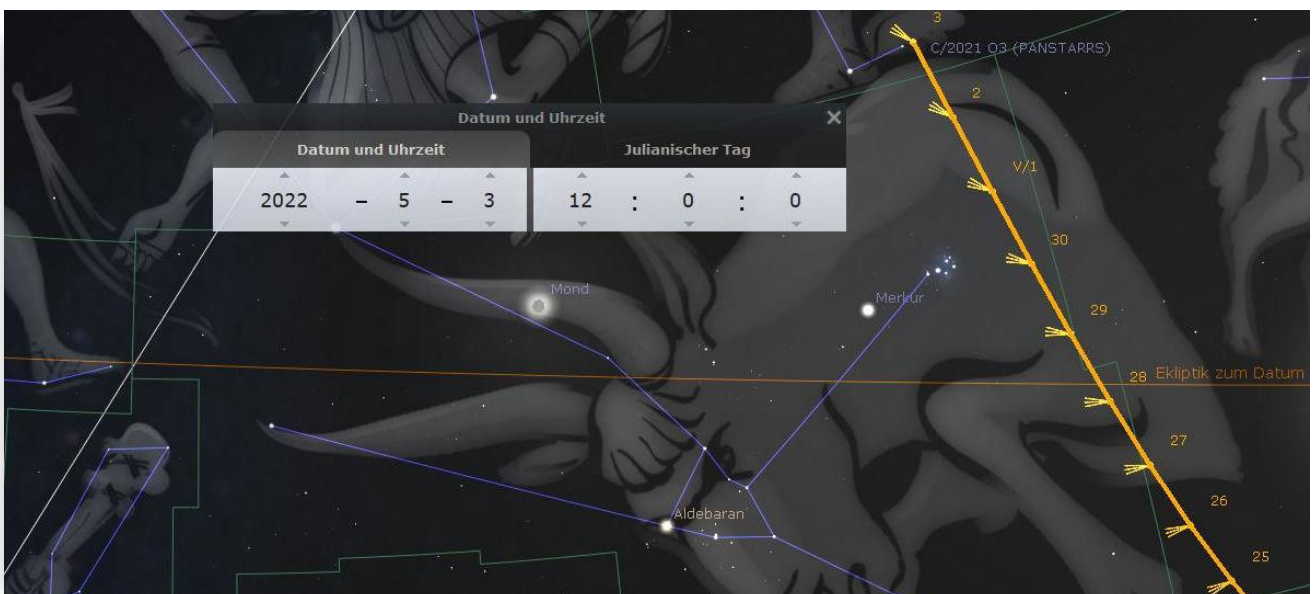 3
C/2021 O3 (PANSTARRS)
2
Datum und Uhrzeit
Datum und Uhrzeit
Julianischer Tag
V/1
2022 – 5 – 3 12 : 0 : 0
30
Mond
Merkur
29
28 Ekliptik zum Datum
27
26
Aldebaran
25